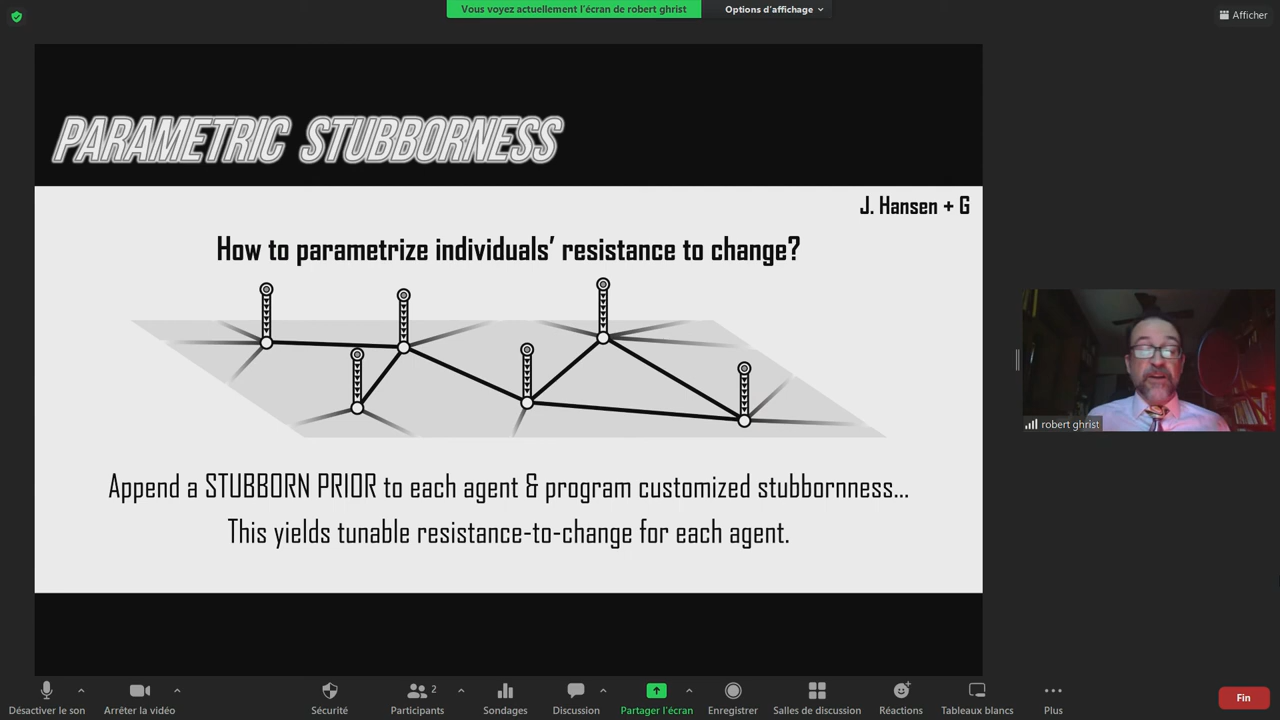 Vous voyez actuellement l'écran de robert ghrist
Options d'affichage
Afficher
PARAMETRIC STUBBORNESS
J. Hansen + G
How to parametrize individuals' resistance to change?
Append a STUBBORN PRIOR to each agent & program customized stubbornness...
This yields tunable resistance-to-change for each agent.
robert ghrist
Désactiver le son
Arrêter la vidéo
Sécurité
Participants
2
Sondages
Discussion
Partager l'écran
Enregistrer
Salles de discussion
Réactions
Tableaux blancs
Plus
Fin